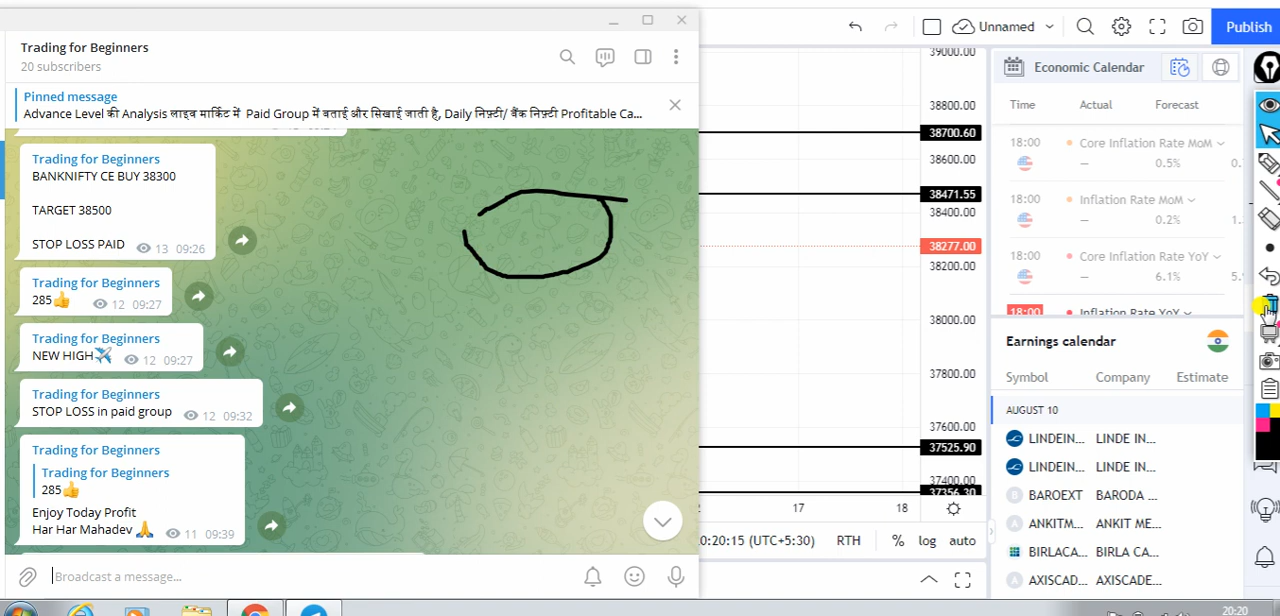 Trading for Beginners
20 subscribers
Pinned message
Advance Level की Analysis लाइव मार्किट में Paid Group में बताई और सिखाई जाती है, Daily निफ़्टी/ बैंक निफ़्टी Profitable Ca...
Trading for Beginners
BANKNIFTY CE BUY 38300
TARGET 38500
STOP LOSS PAID 13 09:26
Trading for Beginners
285👍 12 09:27
Trading for Beginners
NEW HIGH✈️ 12 09:27
Trading for Beginners
STOP LOSS in paid group 12 09:32
Trading for Beginners
Trading for Beginners
285👍
Enjoy Today Profit
Har Har Mahadev 🙏 11 09:39
Broadcast a message...
Unnamed
Publish
39000.00
38800.00
38700.60
38600.00
38471.55
38400.00
38277.00
38200.00
38000.00
37800.00
37600.00
37525.90
37400.00
37356.30
17 18
0:20:15 (UTC+5:30) RTH % log auto
Economic Calendar
Time Actual Forecast
18:00 Core Inflation Rate MoM
— 0.5% 0.
18:00 Inflation Rate MoM
— 0.2% 1.
18:00 Core Inflation Rate YoY
— 6.1% 5.
18:00 Inflation Rate YoY
Earnings calendar
Symbol Company Estimate
AUGUST 10
LINDEIN... LINDE IN...
LINDEIN... LINDE IN...
B BAROEXT BARODA ...
A ANKITM... ANKIT ME...
BIRLACA... BIRLA CA...
A AXISCAD... AXISCADE...
20:20